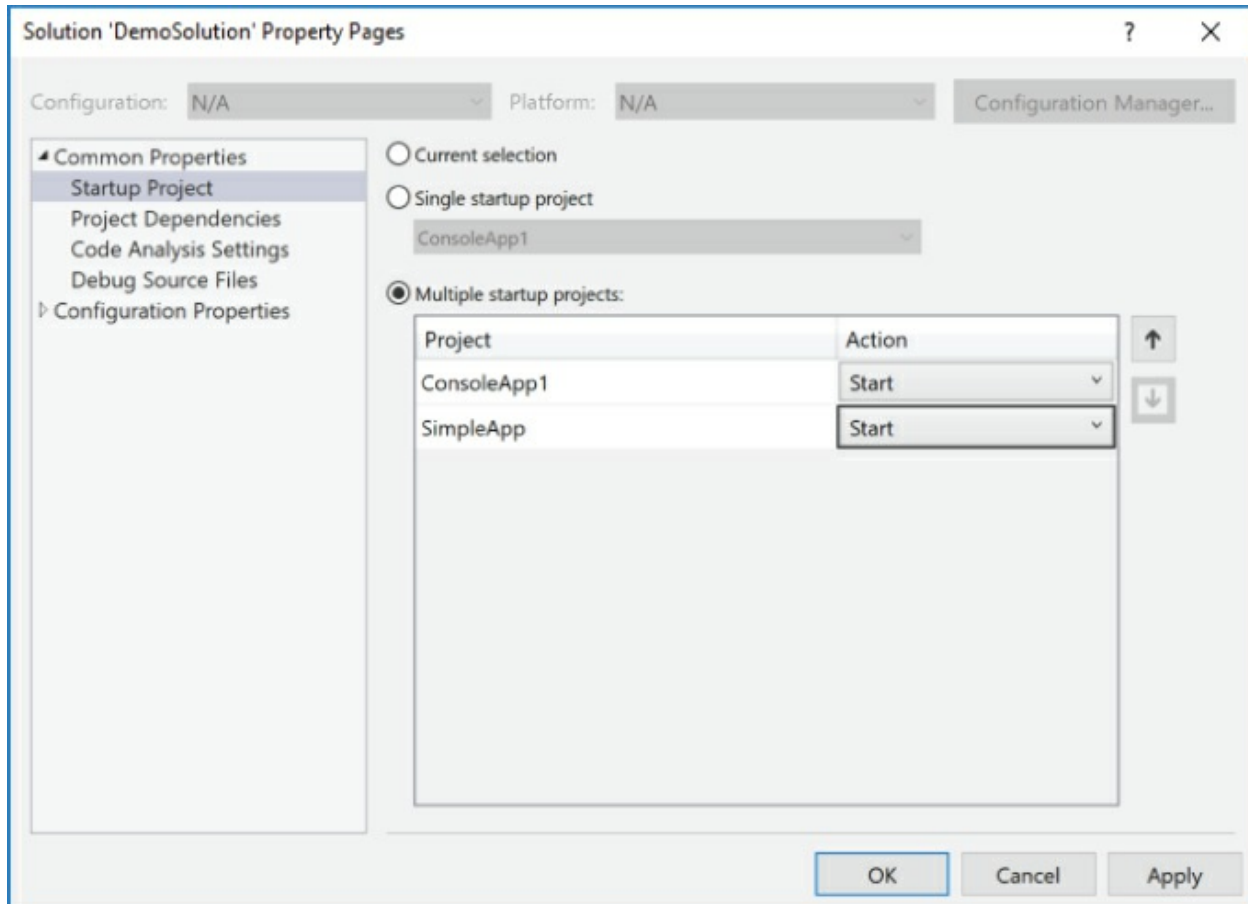 Solution 'DemoSolution' Property Pages
?
Configuration: N/A Platform: N/A Configuration Manager...
Common Properties
Startup Project
Project Dependencies
Code Analysis Settings
Debug Source Files
Configuration Properties
Current selection
Single startup project
ConsoleApp1
Multiple startup projects:
Project Action
ConsoleApp1 Start
SimpleApp Start
OK Cancel Apply